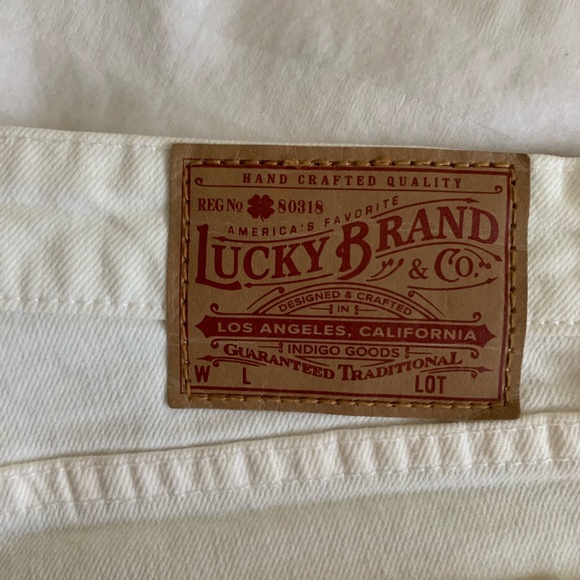 HAND CRAFTED QUALITY
REG No 80318
AMERICA'S FAVORITE
LUCKY BRAND
& CO.
DESIGNED & CRAFTED
IN
LOS ANGELES, CALIFORNIA
INDIGO GOODS
GUARANTEED TRADITIONAL
W L LOT